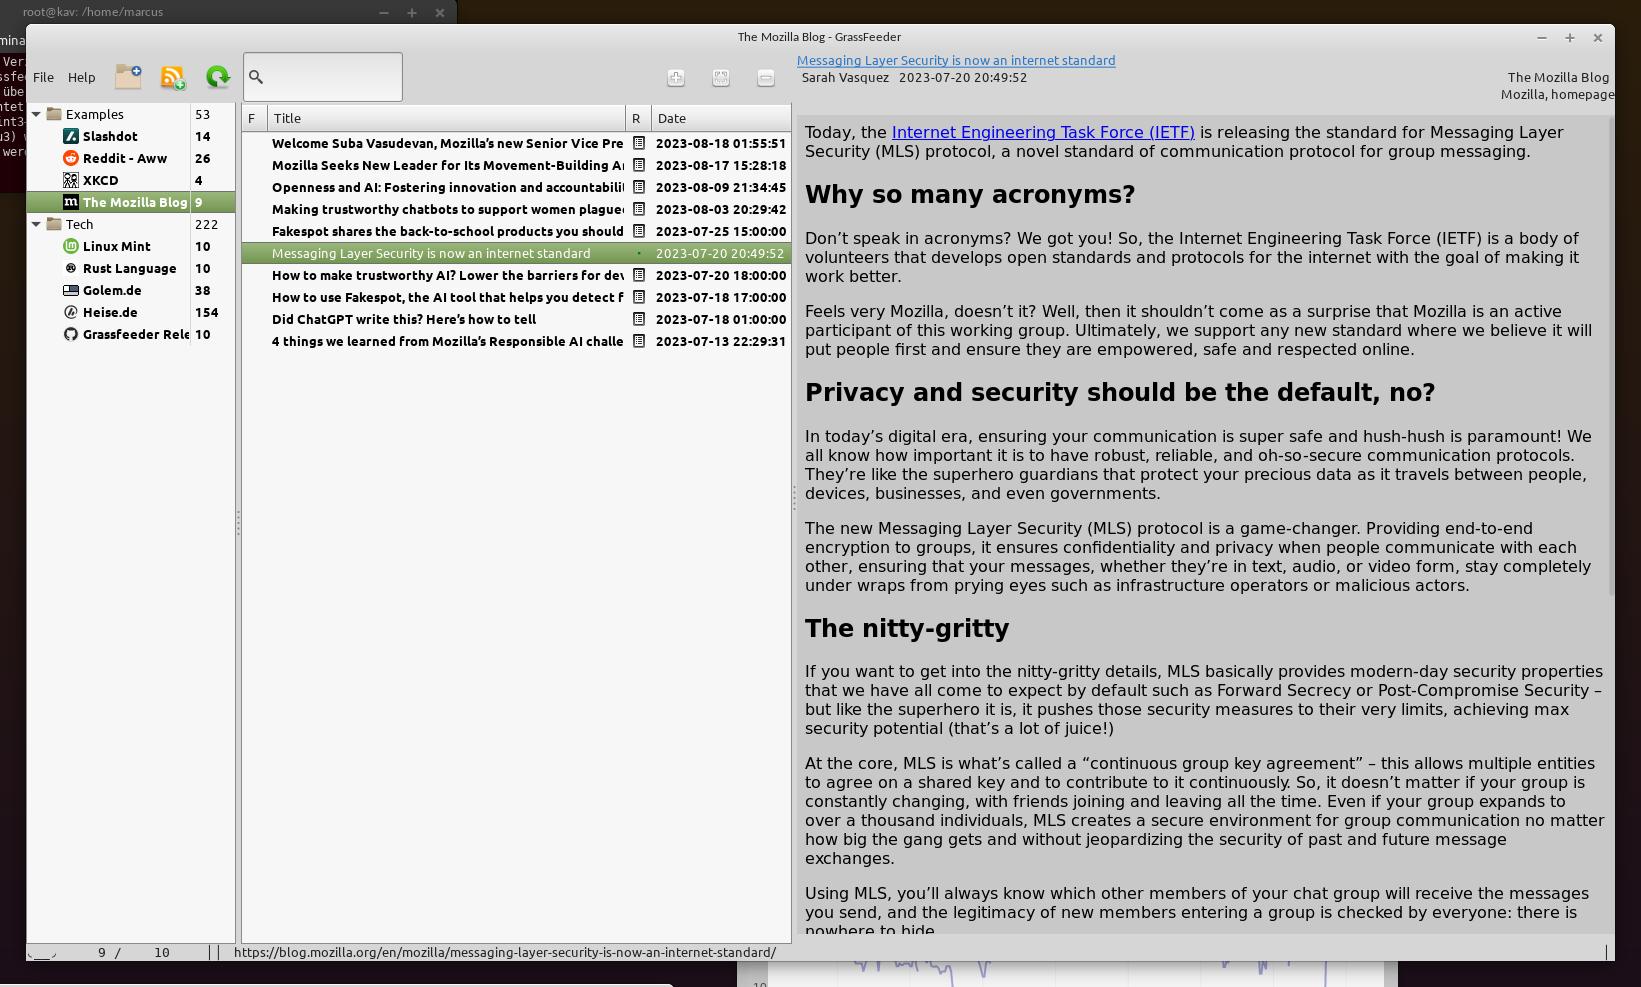 root@kav: /home/marcus
mina
Ver
ssfe
übe
ntet
int3
u3)
wer
The Mozilla Blog - GrassFeeder
File Help
Messaging Layer Security is now an internet standard
Sarah Vasquez 2023-07-20 20:49:52
The Mozilla Blog
Mozilla, homepage
Examples 53
Slashdot 14
Reddit - Aww 26
XKCD 4
The Mozilla Blog 9
Tech 222
Linux Mint 10
Rust Language 10
Golem.de 38
Heise.de 154
Grassfeeder Rele 10
F Title R Date
Welcome Suba Vasudevan, Mozilla’s new Senior Vice Pre 2023-08-18 01:55:51
Mozilla Seeks New Leader for Its Movement-Building Ar 2023-08-17 15:28:18
Openness and AI: Fostering innovation and accountabili 2023-08-09 21:34:45
Making trustworthy chatbots to support women plague 2023-08-03 20:29:42
Fakespot shares the back-to-school products you should 2023-07-25 15:00:00
Messaging Layer Security is now an internet standard 2023-07-20 20:49:52
How to make trustworthy AI? Lower the barriers for dev 2023-07-20 18:00:00
How to use Fakespot, the AI tool that helps you detect f 2023-07-18 17:00:00
Did ChatGPT write this? Here’s how to tell 2023-07-18 01:00:00
4 things we learned from Mozilla’s Responsible AI challe 2023-07-13 22:29:31
Today, the Internet Engineering Task Force (IETF) is releasing the standard for Messaging Layer
Security (MLS) protocol, a novel standard of communication protocol for group messaging.
Why so many acronyms?
Don’t speak in acronyms? We got you! So, the Internet Engineering Task Force (IETF) is a body of
volunteers that develops open standards and protocols for the internet with the goal of making it
work better.
Feels very Mozilla, doesn’t it? Well, then it shouldn’t come as a surprise that Mozilla is an active
participant of this working group. Ultimately, we support any new standard where we believe it will
put people first and ensure they are empowered, safe and respected online.
Privacy and security should be the default, no?
In today’s digital era, ensuring your communication is super safe and hush-hush is paramount! We
all know how important it is to have robust, reliable, and oh-so-secure communication protocols.
They’re like the superhero guardians that protect your precious data as it travels between people,
devices, businesses, and even governments.
The new Messaging Layer Security (MLS) protocol is a game-changer. Providing end-to-end
encryption to groups, it ensures confidentiality and privacy when people communicate with each
other, ensuring that your messages, whether they’re in text, audio, or video form, stay completely
under wraps from prying eyes such as infrastructure operators or malicious actors.
The nitty-gritty
If you want to get into the nitty-gritty details, MLS basically provides modern-day security properties
that we have all come to expect by default such as Forward Secrecy or Post-Compromise Security –
but like the superhero it is, it pushes those security measures to their very limits, achieving max
security potential (that’s a lot of juice!)
At the core, MLS is what’s called a “continuous group key agreement” – this allows multiple entities
to agree on a shared key and to contribute to it continuously. So, it doesn’t matter if your group is
constantly changing, with friends joining and leaving all the time. Even if your group expands to
over a thousand individuals, MLS creates a secure environment for group communication no matter
how big the gang gets and without jeopardizing the security of past and future message
exchanges.
Using MLS, you’ll always know which other members of your chat group will receive the messages
you send, and the legitimacy of new members entering a group is checked by everyone: there is
nowhere to hide
9 / 10 || https://blog.mozilla.org/en/mozilla/messaging-layer-security-is-now-an-internet-standard/
10